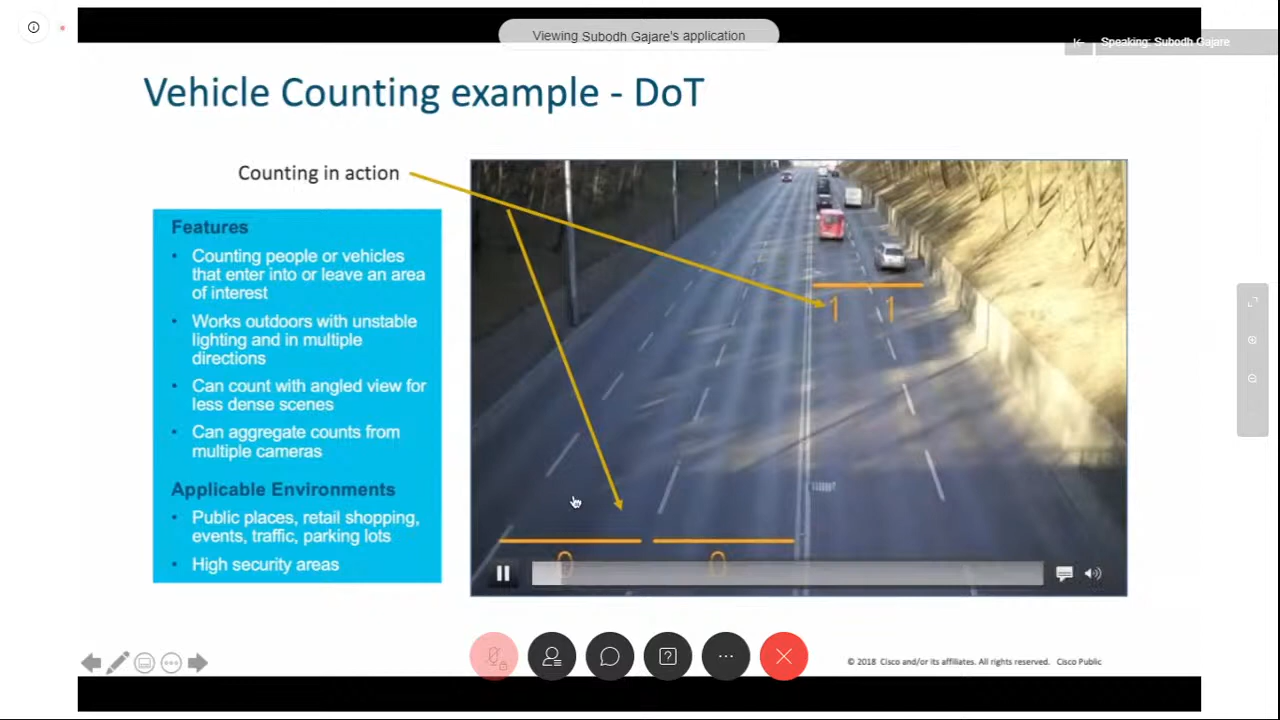 Viewing Subodh Gajare's application
Speaking: Subodh Gajare
Vehicle Counting example - DoT
Counting in action
Features
• Counting people or vehicles
that enter into or leave an area
of interest
• Works outdoors with unstable
lighting and in multiple
directions
• Can count with angled view for
less dense scenes
• Can aggregate counts from
multiple cameras
Applicable Environments
• Public places, retail shopping,
events, traffic, parking lots
• High security areas
1 1
0 0
© 2018 Cisco and/or its affiliates. All rights reserved. Cisco Public